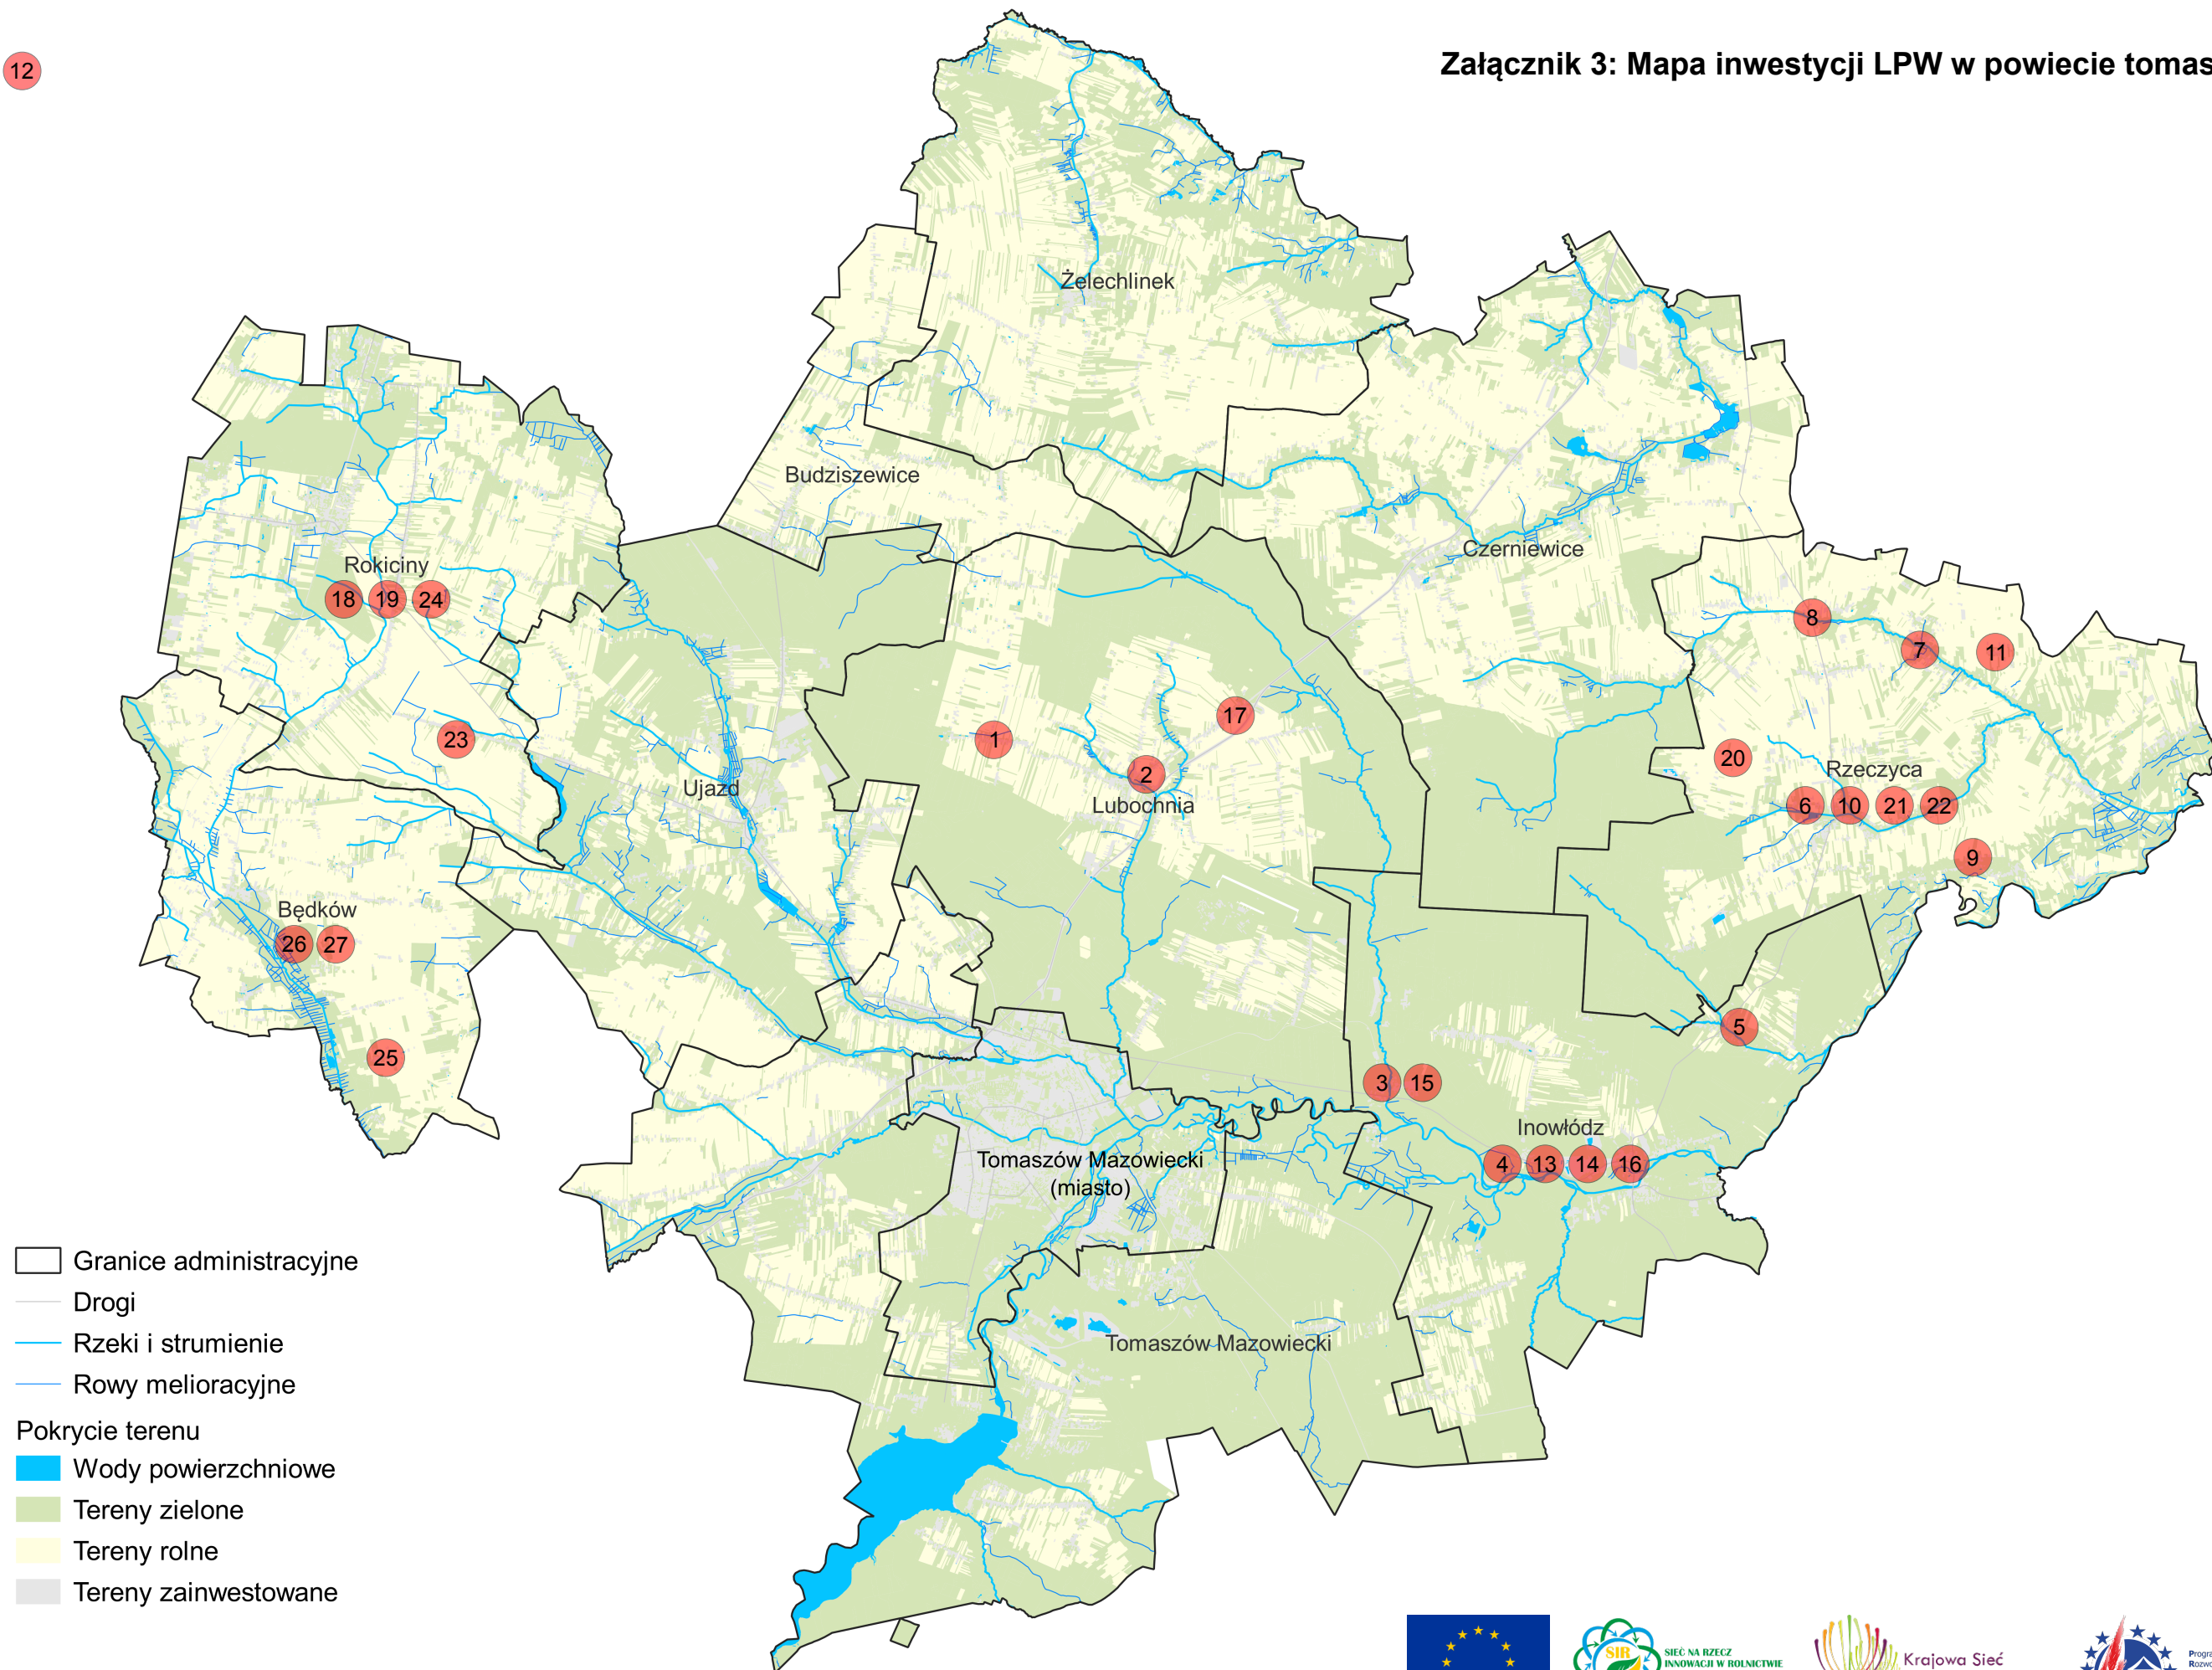 12
Załącznik 3: Mapa inwestycji LPW w powiecie tomas
Żelechlinek
Budziszewice
Czerniewice
Rokiciny
18 19 24
8
7
11
17
1
23
20
2
Rzeczyca
Ujazd
Lubochnia
6 10 21 22
9
Będków
26 27
5
25
3 15
Inowłódz
Tomaszów Mazowiecki
(miasto)
4 13 14 16
Tomaszów Mazowiecki
Granice administracyjne
Drogi
Rzeki i strumienie
Rowy melioracyjne
Pokrycie terenu
Wody powierzchniowe
Tereny zielone
Tereny rolne
Tereny zainwestowane
SIR
SIEĆ NA RZECZ
INNOWACJI W ROLNICTWIE
Krajowa Sieć